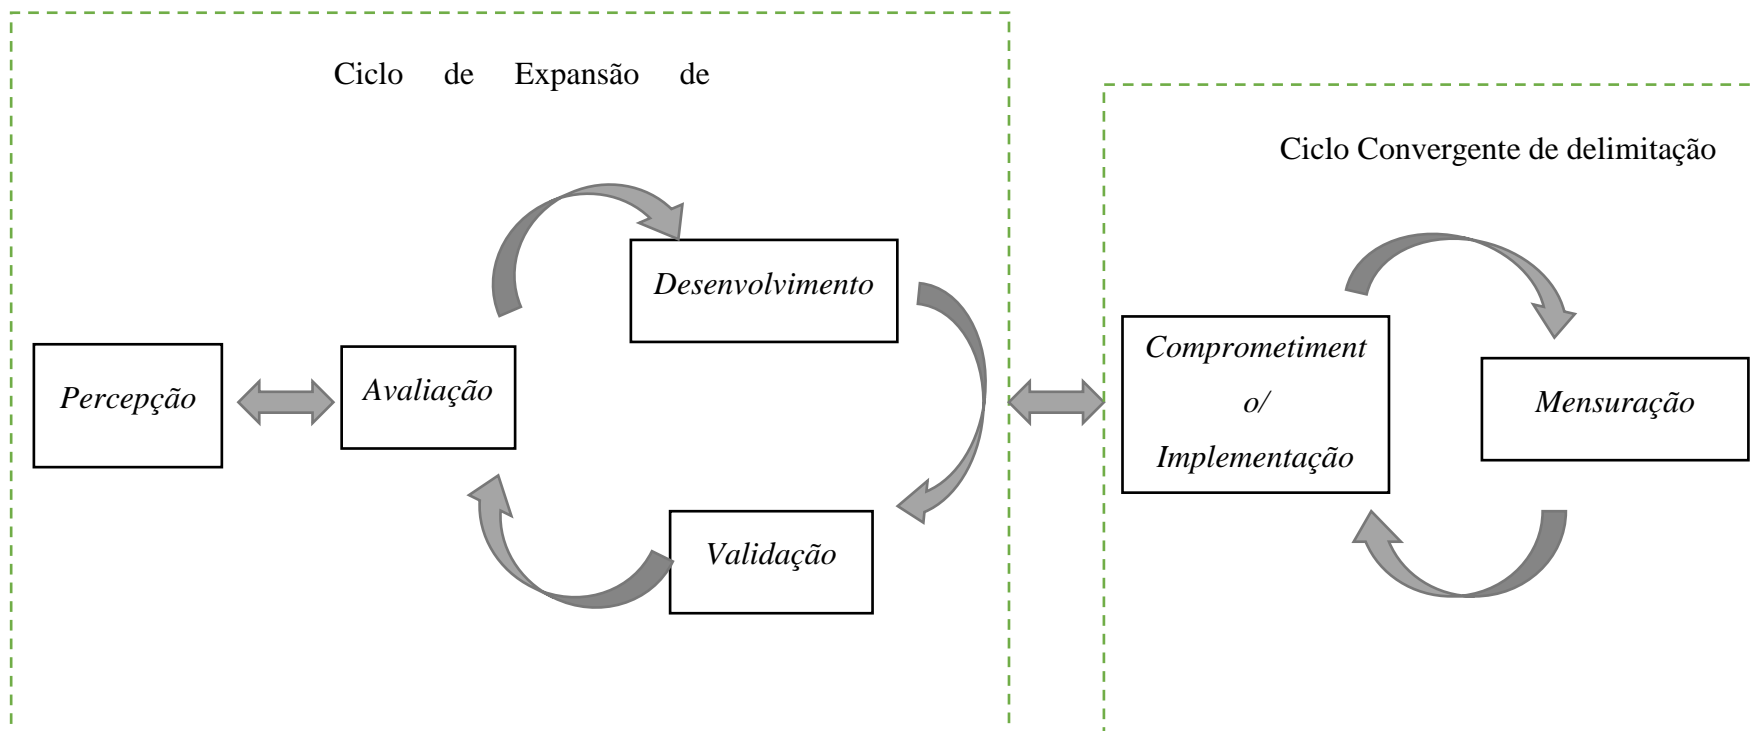 Ciclo de Expansão de
Ciclo Convergente de delimitação
Desenvolvimento
Percepção
Avaliação
Validação
Comprometiment
o/
Implementação
Mensuração